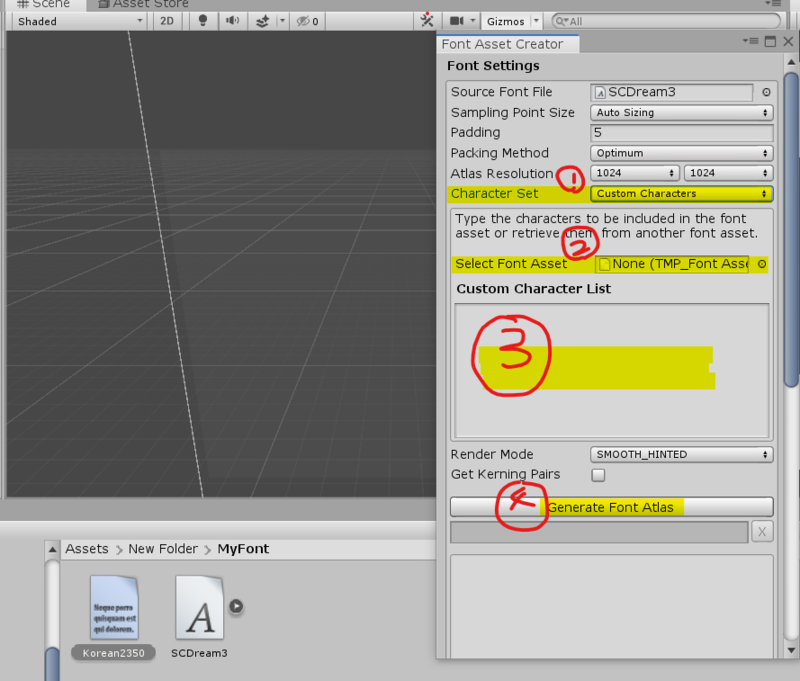 Scene Asset Store
Shaded 2D 0 Gizmos All
Font Asset Creator
Font Settings
Source Font File SCDream3
Sampling Point Size Auto Sizing
Padding 5
Packing Method Optimum
Atlas Resolution 1024 1024
1
Character Set Custom Characters
Type the characters to be included in the font
asset or retrieve them from another font asset.
2
Select Font Asset None (TMP_Font Asse
Custom Character List
3
Render Mode SMOOTH_HINTED
Get Kerning Pairs
4 Generate Font Atlas
X
Assets > New Folder > MyFont
Neque porro
quisquam est
qui dolorem.
A
Korean2350 SCDream3